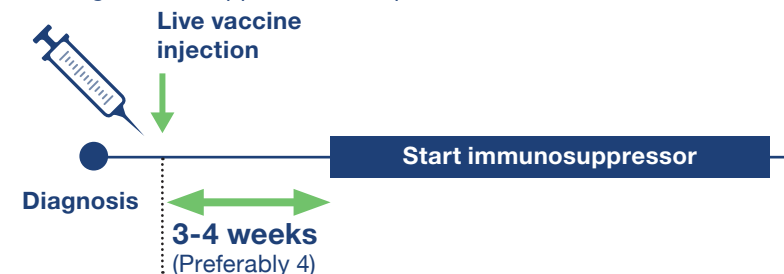 Live vaccine
injection
Start immunosuppressor
Diagnosis
3-4 weeks
(Preferably 4)